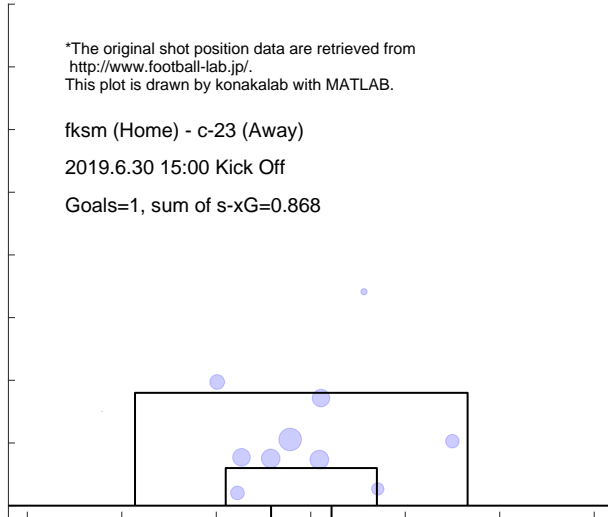 *The original shot position data are retrieved from
http://www.football-lab.jp/.
This plot is drawn by konakalab with MATLAB.
fksm (Home) - c-23 (Away)
2019.6.30 15:00 Kick Off
Goals=1, sum of s-xG=0.868